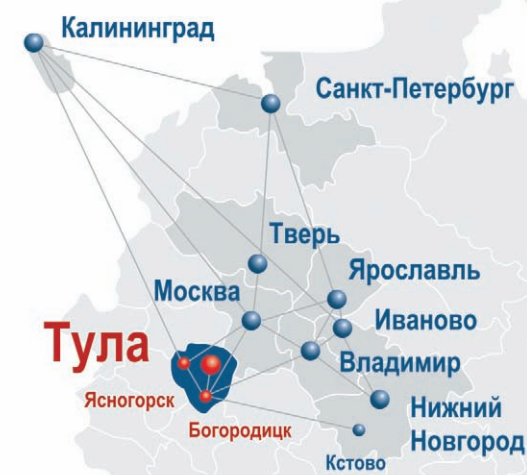 Калининград
Санкт-Петербург
Тверь
Ярославль
Москва
Иваново
Тула
Владимир
Ясногорск
Нижний
Новгород
Богородицк
Кстово